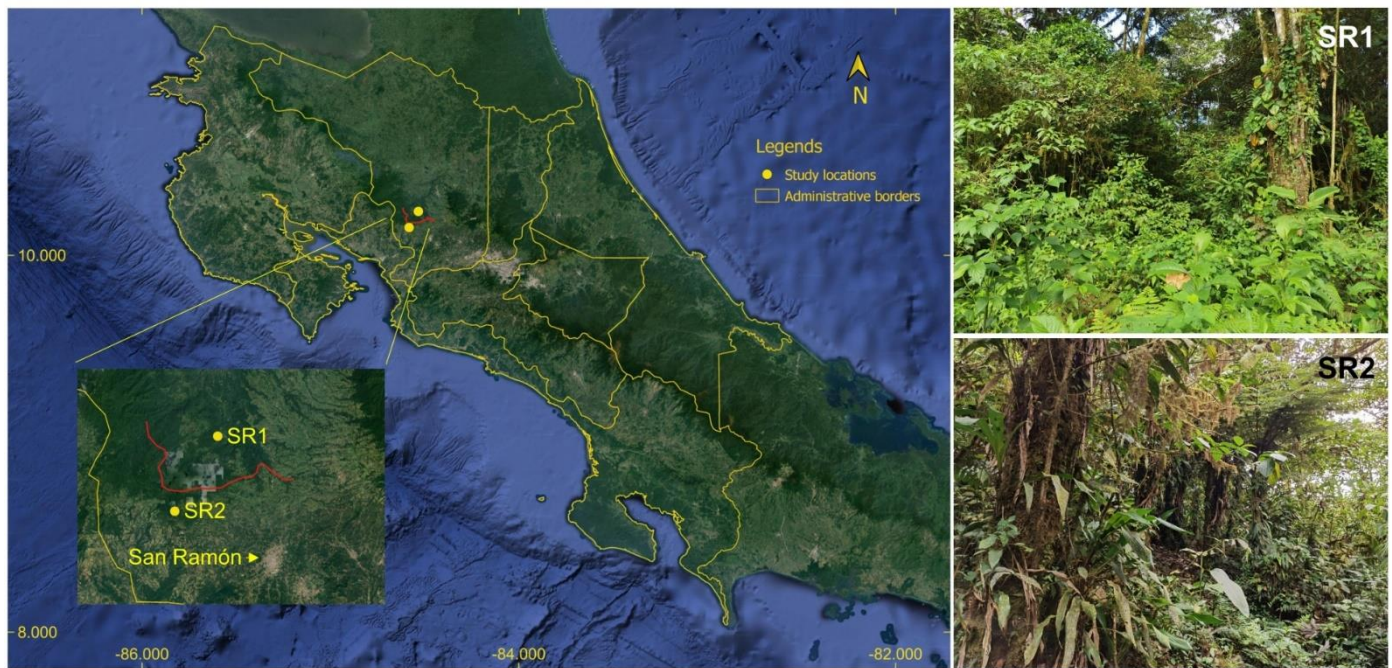 N
Legends
Study locations
Administrative borders
10.000
8.000
-86.000
-84.000
-82.000
SR1
SR2
San Ramón
SR1
SR2